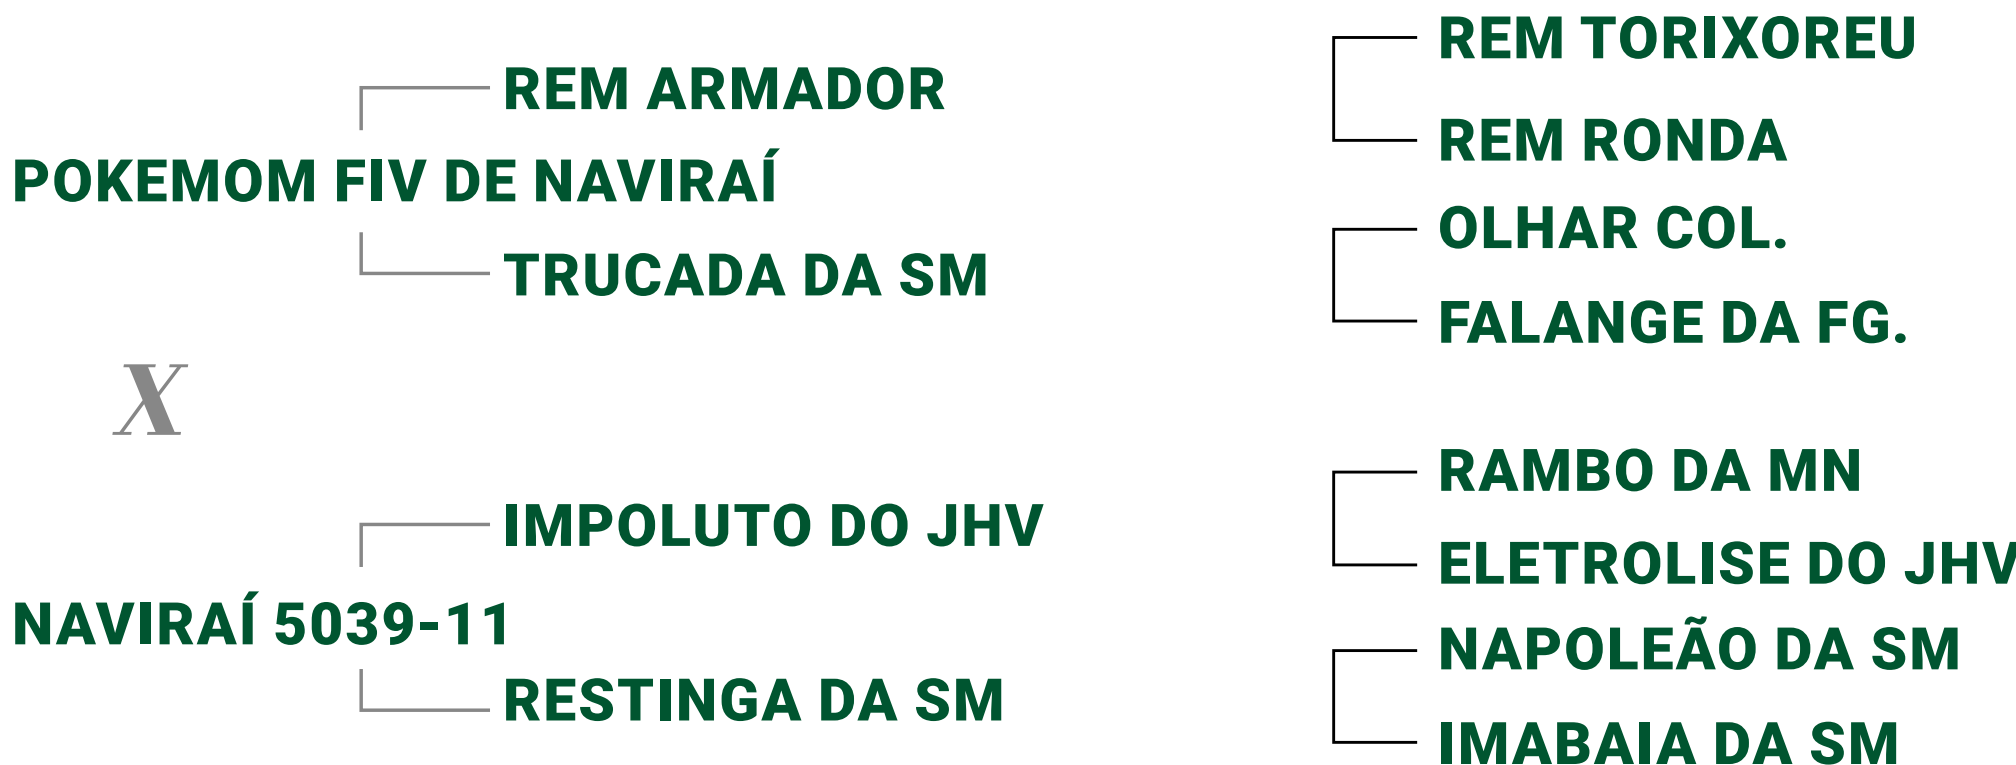 REM TORIXOREU
REM ARMADOR
REM RONDA
POKEMOM FIV DE NAVIRAÍ
OLHAR COL.
TRUCADA DA SM
FALANGE DA FG.
X
RAMBO DA MN
IMPOLUTO DO JHV
ELETROLISE DO JHV
NAVIRAÍ 5039-11
NAPOLEÃO DA SM
RESTINGA DA SM
IMABAIA DA SM